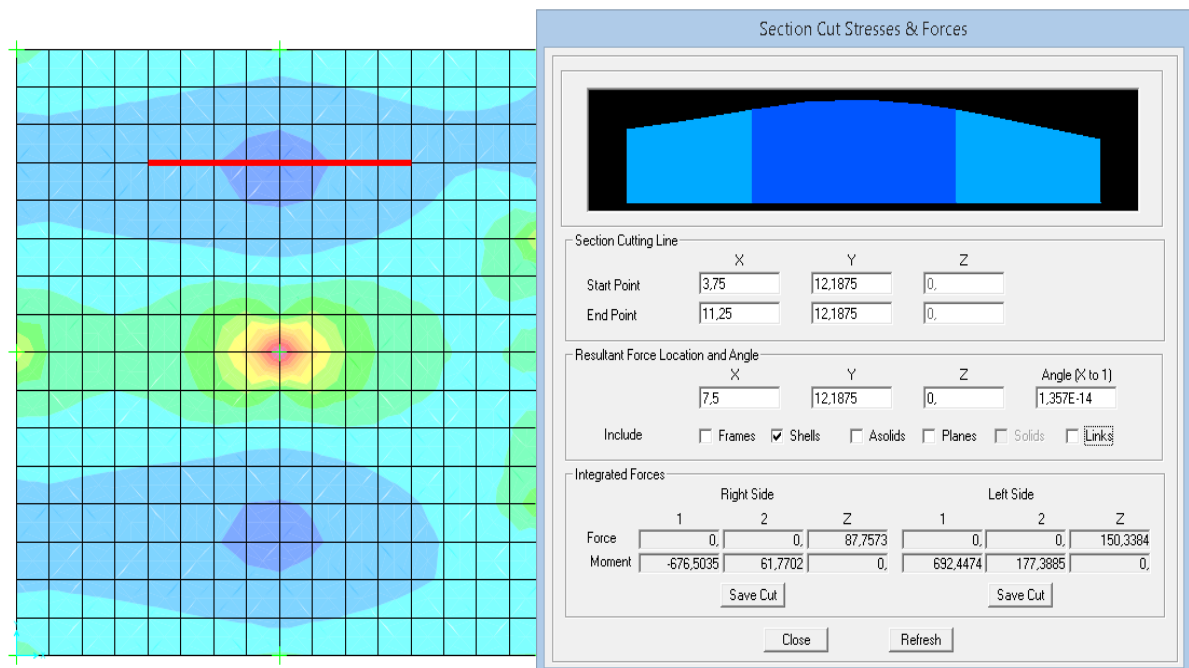 Section Cut Stresses & Forces
Section Cutting Line
X Y Z
Start Point 3,75 12,1875 0,
End Point 11,25 12,1875 0,
Resultant Force Location and Angle
X Y Z Angle (X to 1)
7,5 12,1875 0, 1,357E-14
Include Frames Shells Asolids Planes Solids Links
Integrated Forces
Right Side Left Side
1 2 Z 1 2 Z
Force 0, 0, 87,7573 0, 0, 150,3384
Moment -676,5035 61,7702 0, 692,4474 177,3885 0,
Save Cut Save Cut
Close Refresh